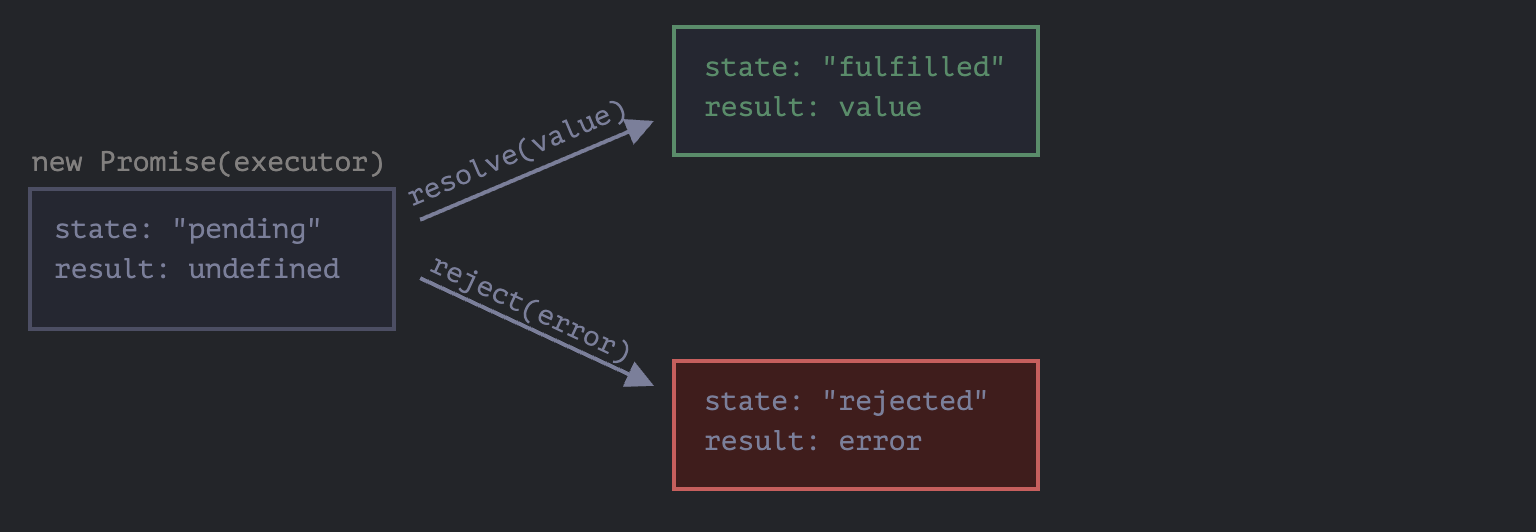 new Promise(executor)
state: "pending"
result: undefined
resolve(value)
reject(error)
state: "fulfilled"
result: value
state: "rejected"
result: error